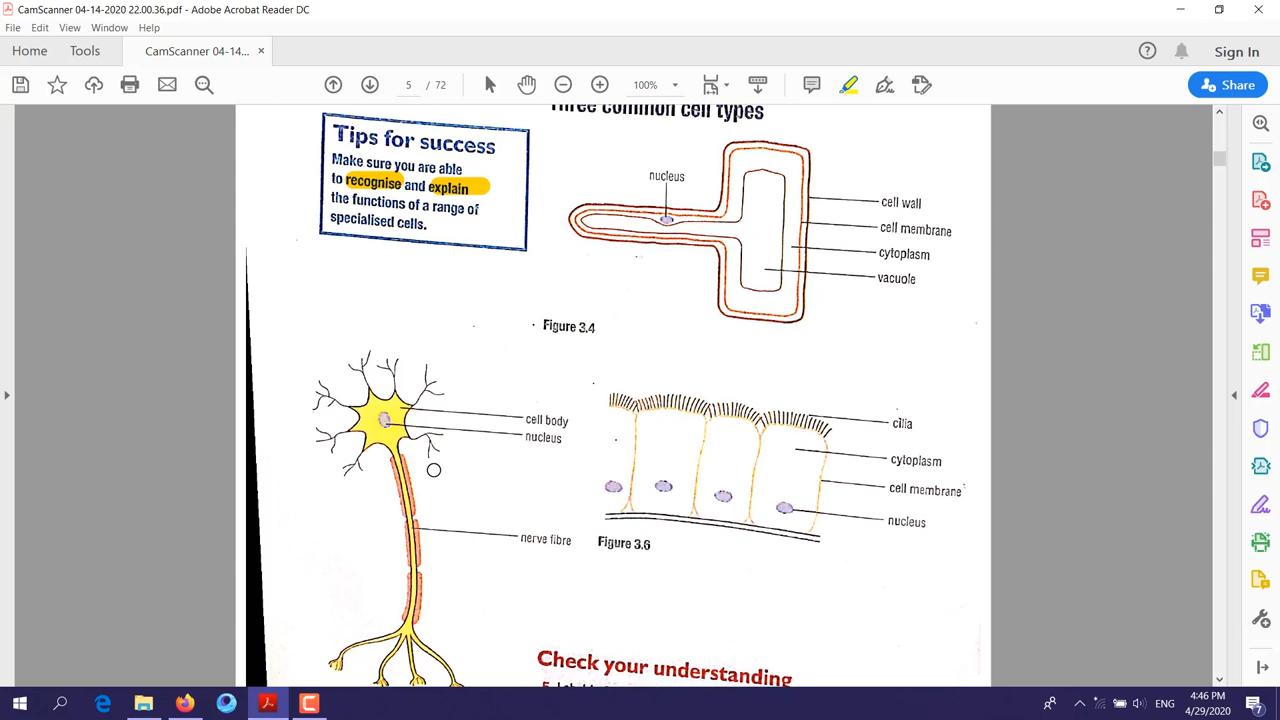 CamScanner 04-14-2020 22.00.36.pdf - Adobe Acrobat Reader DC
File Edit View Window Help
Home Tools CamScanner 04-14... × Sign In
5 / 72 100% Share
Three common cell types
Tips for success
Make sure you are able
to recognise and explain
the functions of a range of
specialised cells.
nucleus
cell wall
cell membrane
cytoplasm
vacuole
Figure 3.4
cell body
nucleus
nerve fibre
cilia
cytoplasm
cell membrane
nucleus
Figure 3.6
Check your understanding
ENG
4:46 PM
4/29/2020
7